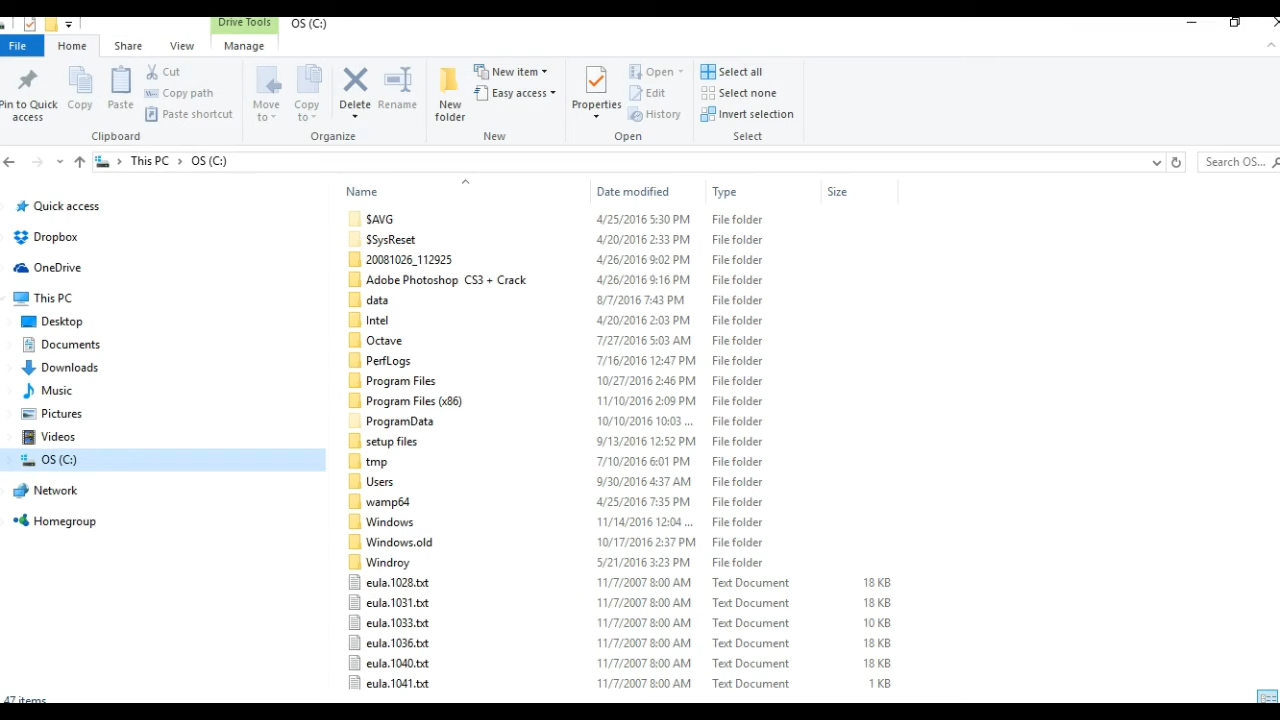 Drive Tools OS (C:)
File Home Share View Manage
Pin to Quick access
Copy
Paste
Cut
Copy path
Paste shortcut
Clipboard
Move to
Copy to
Delete
Rename
Organize
New folder
New item
Easy access
New
Properties
Open
Edit
History
Open
Select all
Select none
Invert selection
Select
This PC OS (C:)
Search OS...
Quick access
Dropbox
OneDrive
This PC
Desktop
Documents
Downloads
Music
Pictures
Videos
OS (C:)
Network
Homegroup
Name Date modified Type Size
$AVG 4/25/2016 5:30 PM File folder
$SysReset 4/20/2016 2:33 PM File folder
20081026_112925 4/26/2016 9:02 PM File folder
Adobe Photoshop CS3 + Crack 4/26/2016 9:16 PM File folder
data 8/7/2016 7:43 PM File folder
Intel 4/20/2016 2:03 PM File folder
Octave 7/27/2016 5:03 AM File folder
PerfLogs 7/16/2016 12:47 PM File folder
Program Files 10/27/2016 2:46 PM File folder
Program Files (x86) 11/10/2016 2:09 PM File folder
ProgramData 10/10/2016 10:03 ... File folder
setup files 9/13/2016 12:52 PM File folder
tmp 7/10/2016 6:01 PM File folder
Users 9/30/2016 4:37 AM File folder
wamp64 4/25/2016 7:35 PM File folder
Windows 11/14/2016 12:04 ... File folder
Windows.old 10/17/2016 2:37 PM File folder
Windroy 5/21/2016 3:23 PM File folder
eula.1028.txt 11/7/2007 8:00 AM Text Document 18 KB
eula.1031.txt 11/7/2007 8:00 AM Text Document 18 KB
eula.1033.txt 11/7/2007 8:00 AM Text Document 10 KB
eula.1036.txt 11/7/2007 8:00 AM Text Document 18 KB
eula.1040.txt 11/7/2007 8:00 AM Text Document 18 KB
eula.1041.txt 11/7/2007 8:00 AM Text Document 1 KB
47 items